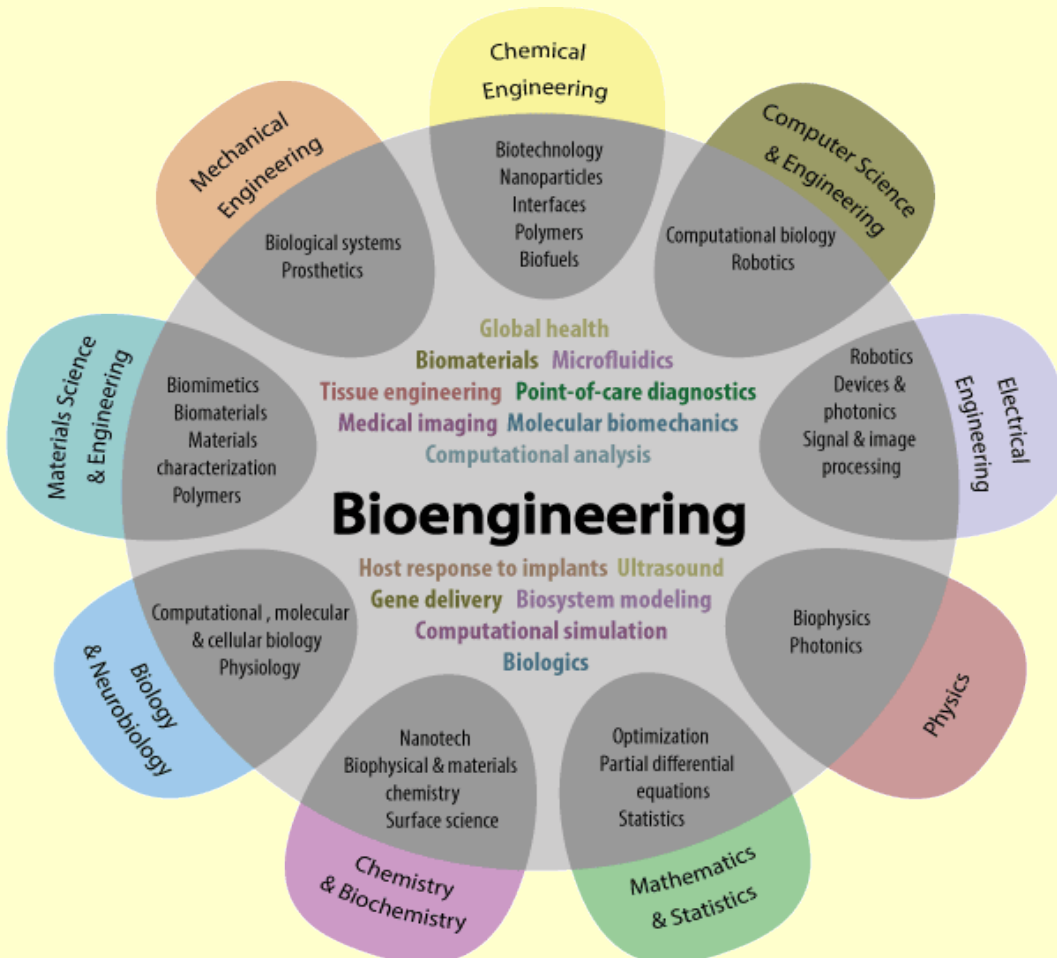 Chemical
Engineering
Biotechnology
Nanoparticles
Interfaces
Polymers
Biofuels
Computer Science
& Engineering
Computational biology
Robotics
Electrical
Engineering
Robotics
Devices &
photonics
Signal & image
processing
Physics
Biophysics
Photonics
Mathematics
& Statistics
Optimization
Partial differential
equations
Statistics
Chemistry
& Biochemistry
Nanotech
Biophysical & materials
chemistry
Surface science
Biology
& Neurobiology
Computational , molecular
& cellular biology
Physiology
Materials Science
& Engineering
Biomimetics
Biomaterials
Materials
characterization
Polymers
Mechanical
Engineering
Biological systems
Prosthetics
Global health
Biomaterials Microfluidics
Tissue engineering Point-of-care diagnostics
Medical imaging Molecular biomechanics
Computational analysis
Bioengineering
Host response to implants Ultrasound
Gene delivery Biosystem modeling
Computational simulation
Biologics